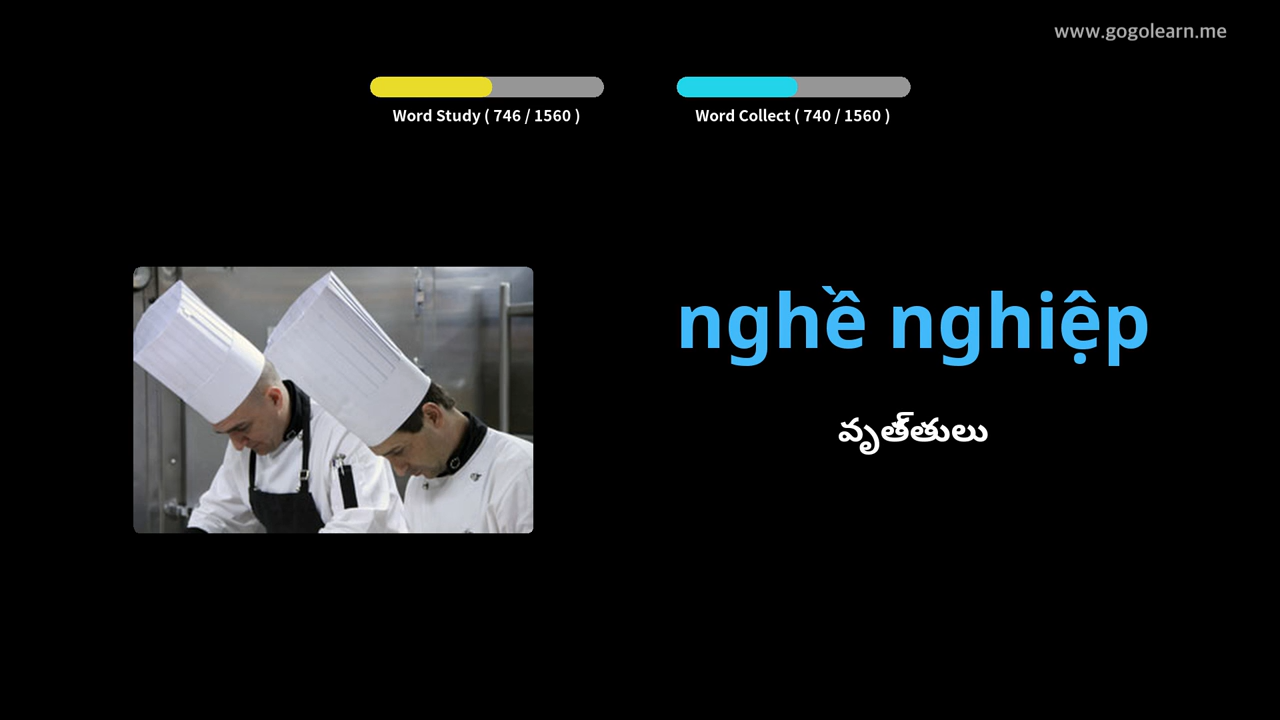 www.gogolearn.me
Word Study ( 746 / 1560 )
Word Collect ( 740 / 1560 )
nghề nghiệp
వృత్తులు